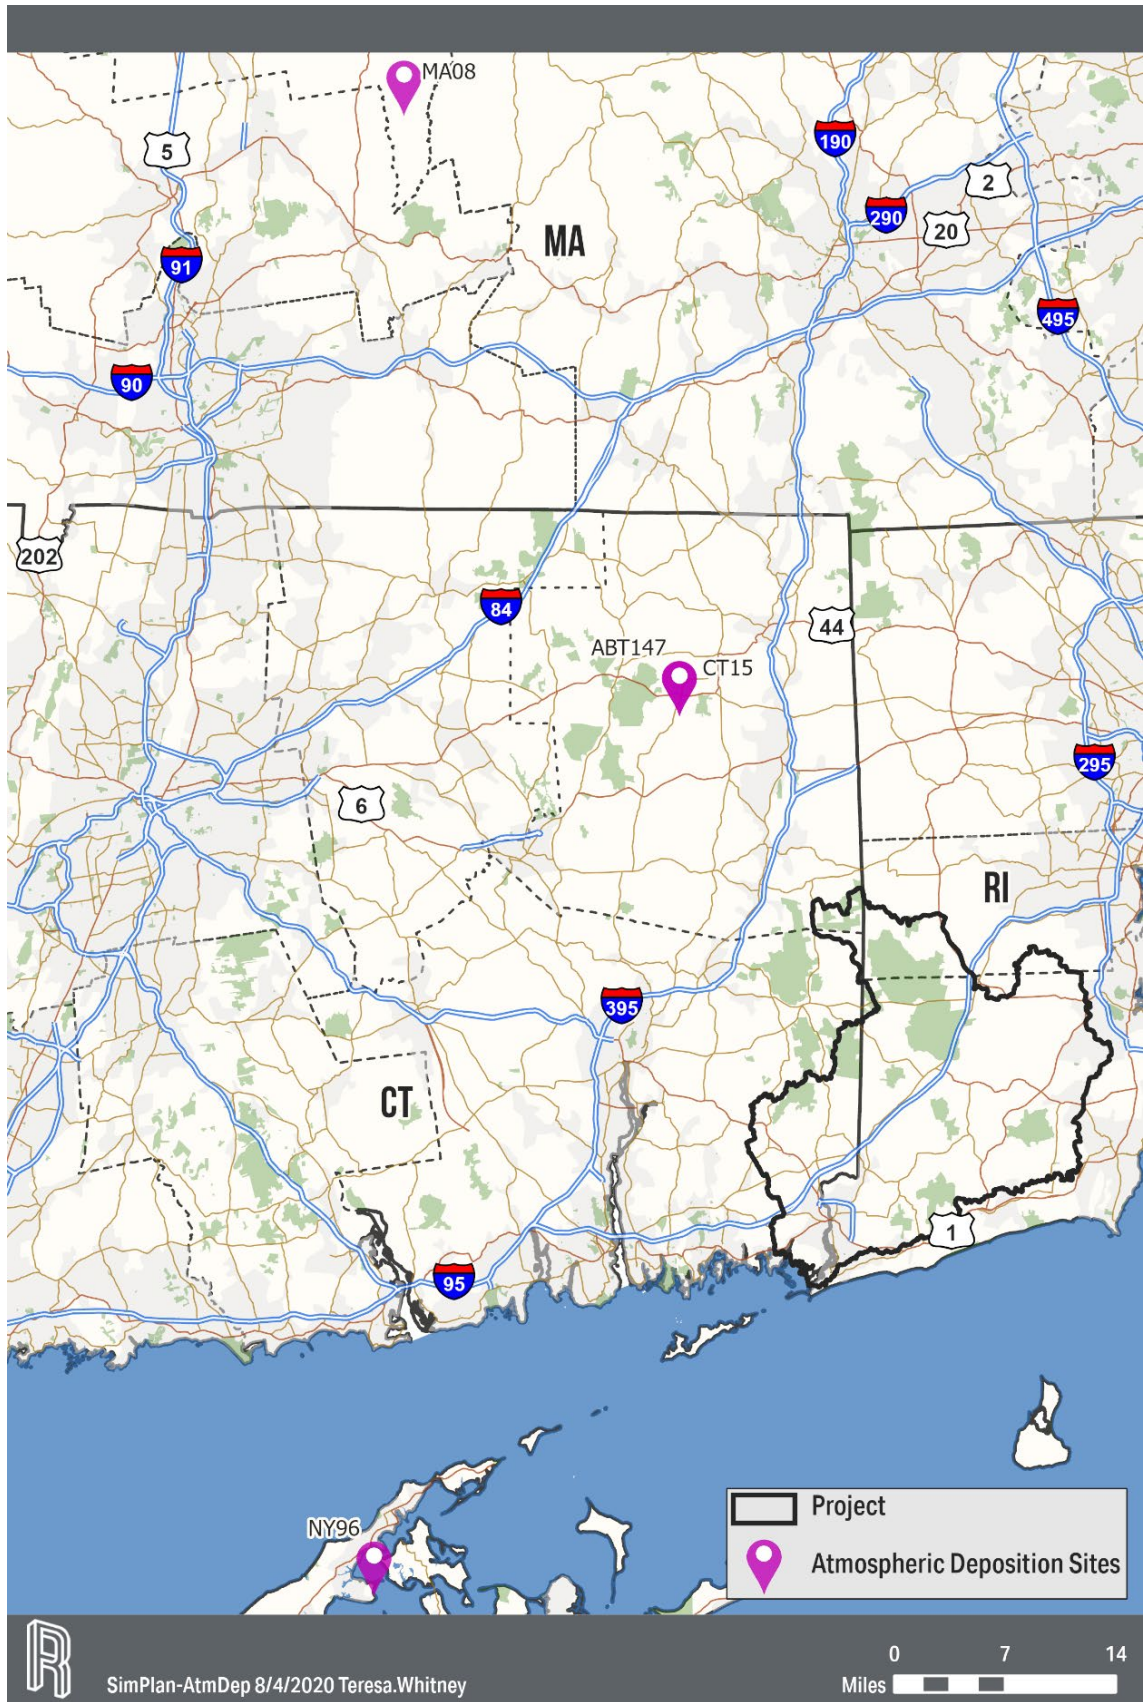 MA08
190
5
2
290
20
MA
91
495
90
202
84
44
ABT147
CT15
295
6
RI
395
CT
1
95
Project
NY96
Atmospheric Deposition Sites
0 7 14
SimPlan-AtmDep 8/4/2020 Teresa.Whitney
Miles